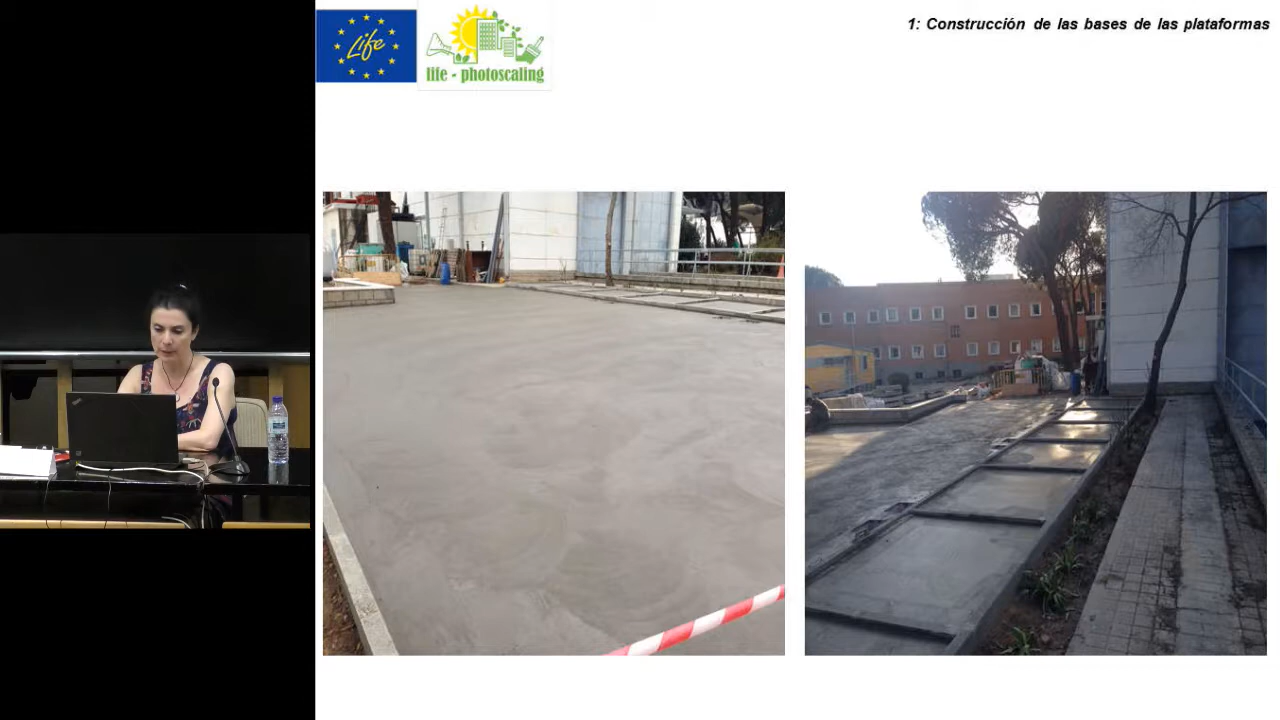 Life
life - photoscaling
1: Construcción de las bases de las plataformas